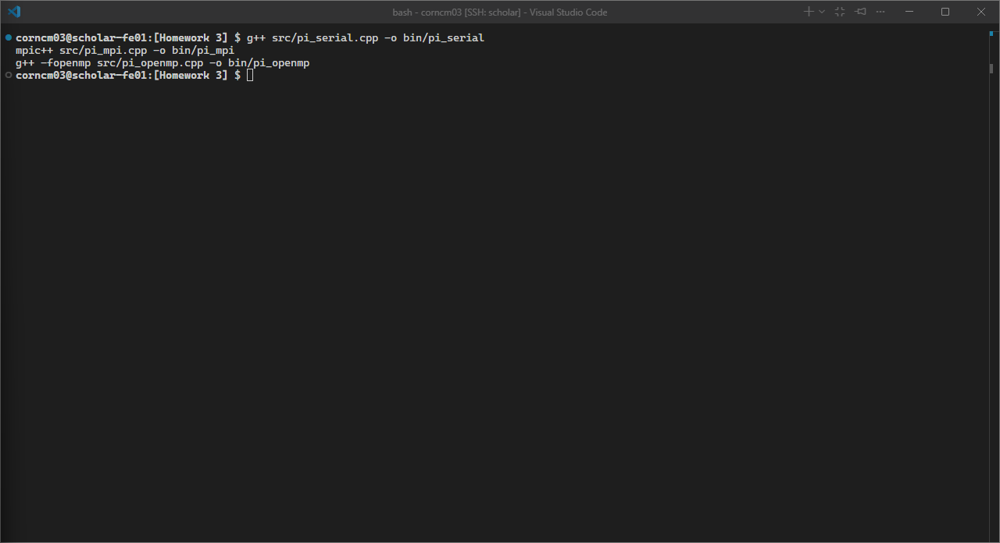 bash - corncm03 [SSH: scholar] - Visual Studio Code
corncm03@scholar-fe01:[Homework 3] $ g++ src/pi_serial.cpp -o bin/pi_serial
mpic++ src/pi_mpi.cpp -o bin/pi_mpi
g++ -fopenmp src/pi_openmp.cpp -o bin/pi_openmp
corncm03@scholar-fe01:[Homework 3] $